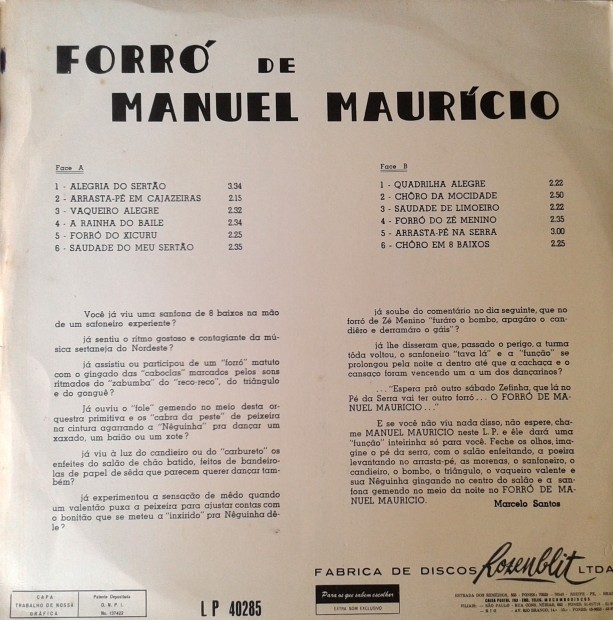 FORRÓ DE
MANUEL MAURÍCIO
Face A
1 - ALEGRIA DO SERTÃO 3.34
2 - ARRASTA-PÉ EM CAJAZEIRAS 2.15
3 - VAQUEIRO ALEGRE 2.32
4 - A RAINHA DO BAILE 2.34
5 - FORRÓ DO XICURU 2.25
6 - SAUDADE DO MEU SERTÃO 2.35
Face B
1 - QUADRILHA ALEGRE 2.22
2 - CHÔRO DA MOCIDADE 2.50
3 - SAUDADE DE LIMOEIRO 2.22
4 - FORRÓ DO ZÉ MENINO 2.35
5 - ARRASTA-PÉ NA SERRA 3.00
6 - CHÔRO EM 8 BAIXOS 2.25
Você já viu uma sanfona de 8 baixos na mão
de um safoneiro experiente?
já sentiu o ritmo gostoso e contagiante da mú-
sica sertaneja do Nordeste?
já assistiu ou participou de um "forró" matuto
com o gingado das "caboclas" marcados pelos sons
ritmados do "zabumba" do "reco-reco", do triângulo
e do gonguê?
Já ouviu o "fole" gemendo no meio desta or-
questra primitiva e os "cabra da peste" de peixeira
na cintura agarrando a "Nêguinha" pra dançar um
xaxado, um baião ou um xote?
já viu à luz do candieiro ou do "carbureto" os
enfeites do salão de chão batido, feitos de bandeiro-
las de papel de sêda que parecem querer dançar tam-
bém?
já experimentou a sensação de mêdo quando
um valentão puxa a peixeira para ajustar contas com
o bonitão que se meteu a "inxirido" pra Nêguinha dê-
le?
já soube do comentário no dia seguinte, que no
forró de Zé Menino "furáro o bombo, apagáro o can-
diêro e derramáro o gáis"?
já lhe disseram que, passado o perigo, a turma
tôda voltou, o sanfoneiro "tava lá" e a "função" se
prolongou pela noite a dentro até que a cachaça e o
cansaço foram vencendo um a um dos dancarinos?
... "Espera prô outro sábado Zefinha, que lá no
Pé da Serra vai ter outro forró... O FORRÓ DE MA-
NUEL MAURICIO..."
E se você não viu nada disso, não espere, cha-
me MANUEL MAURICIO neste L.P. e êle dará uma
"função" inteirinha só para você. Feche os olhos, ima-
gine o pé da serra, com o salão enfeitando, a poeira
levantando no arrasta-pé, as morenas, o sanfoneiro, o
candieiro, o bombo, o triângulo, o vaqueiro valente e
sua Nêguinha gingando no centro do salão e a san-
fona gemendo no meio da noite no FORRÓ DE MA-
NUEL MAURICIO.
Marcelo Santos
FABRICA DE DISCOS Rozenblit LTDA
CAPA
TRABALHO DE NOSSA
GRÁFICA
Patente Depositada
D. N. P. I.
No. 127422
LP 40285
Para os que sabem escolher
EXTRA SOM EXCLUSIVO